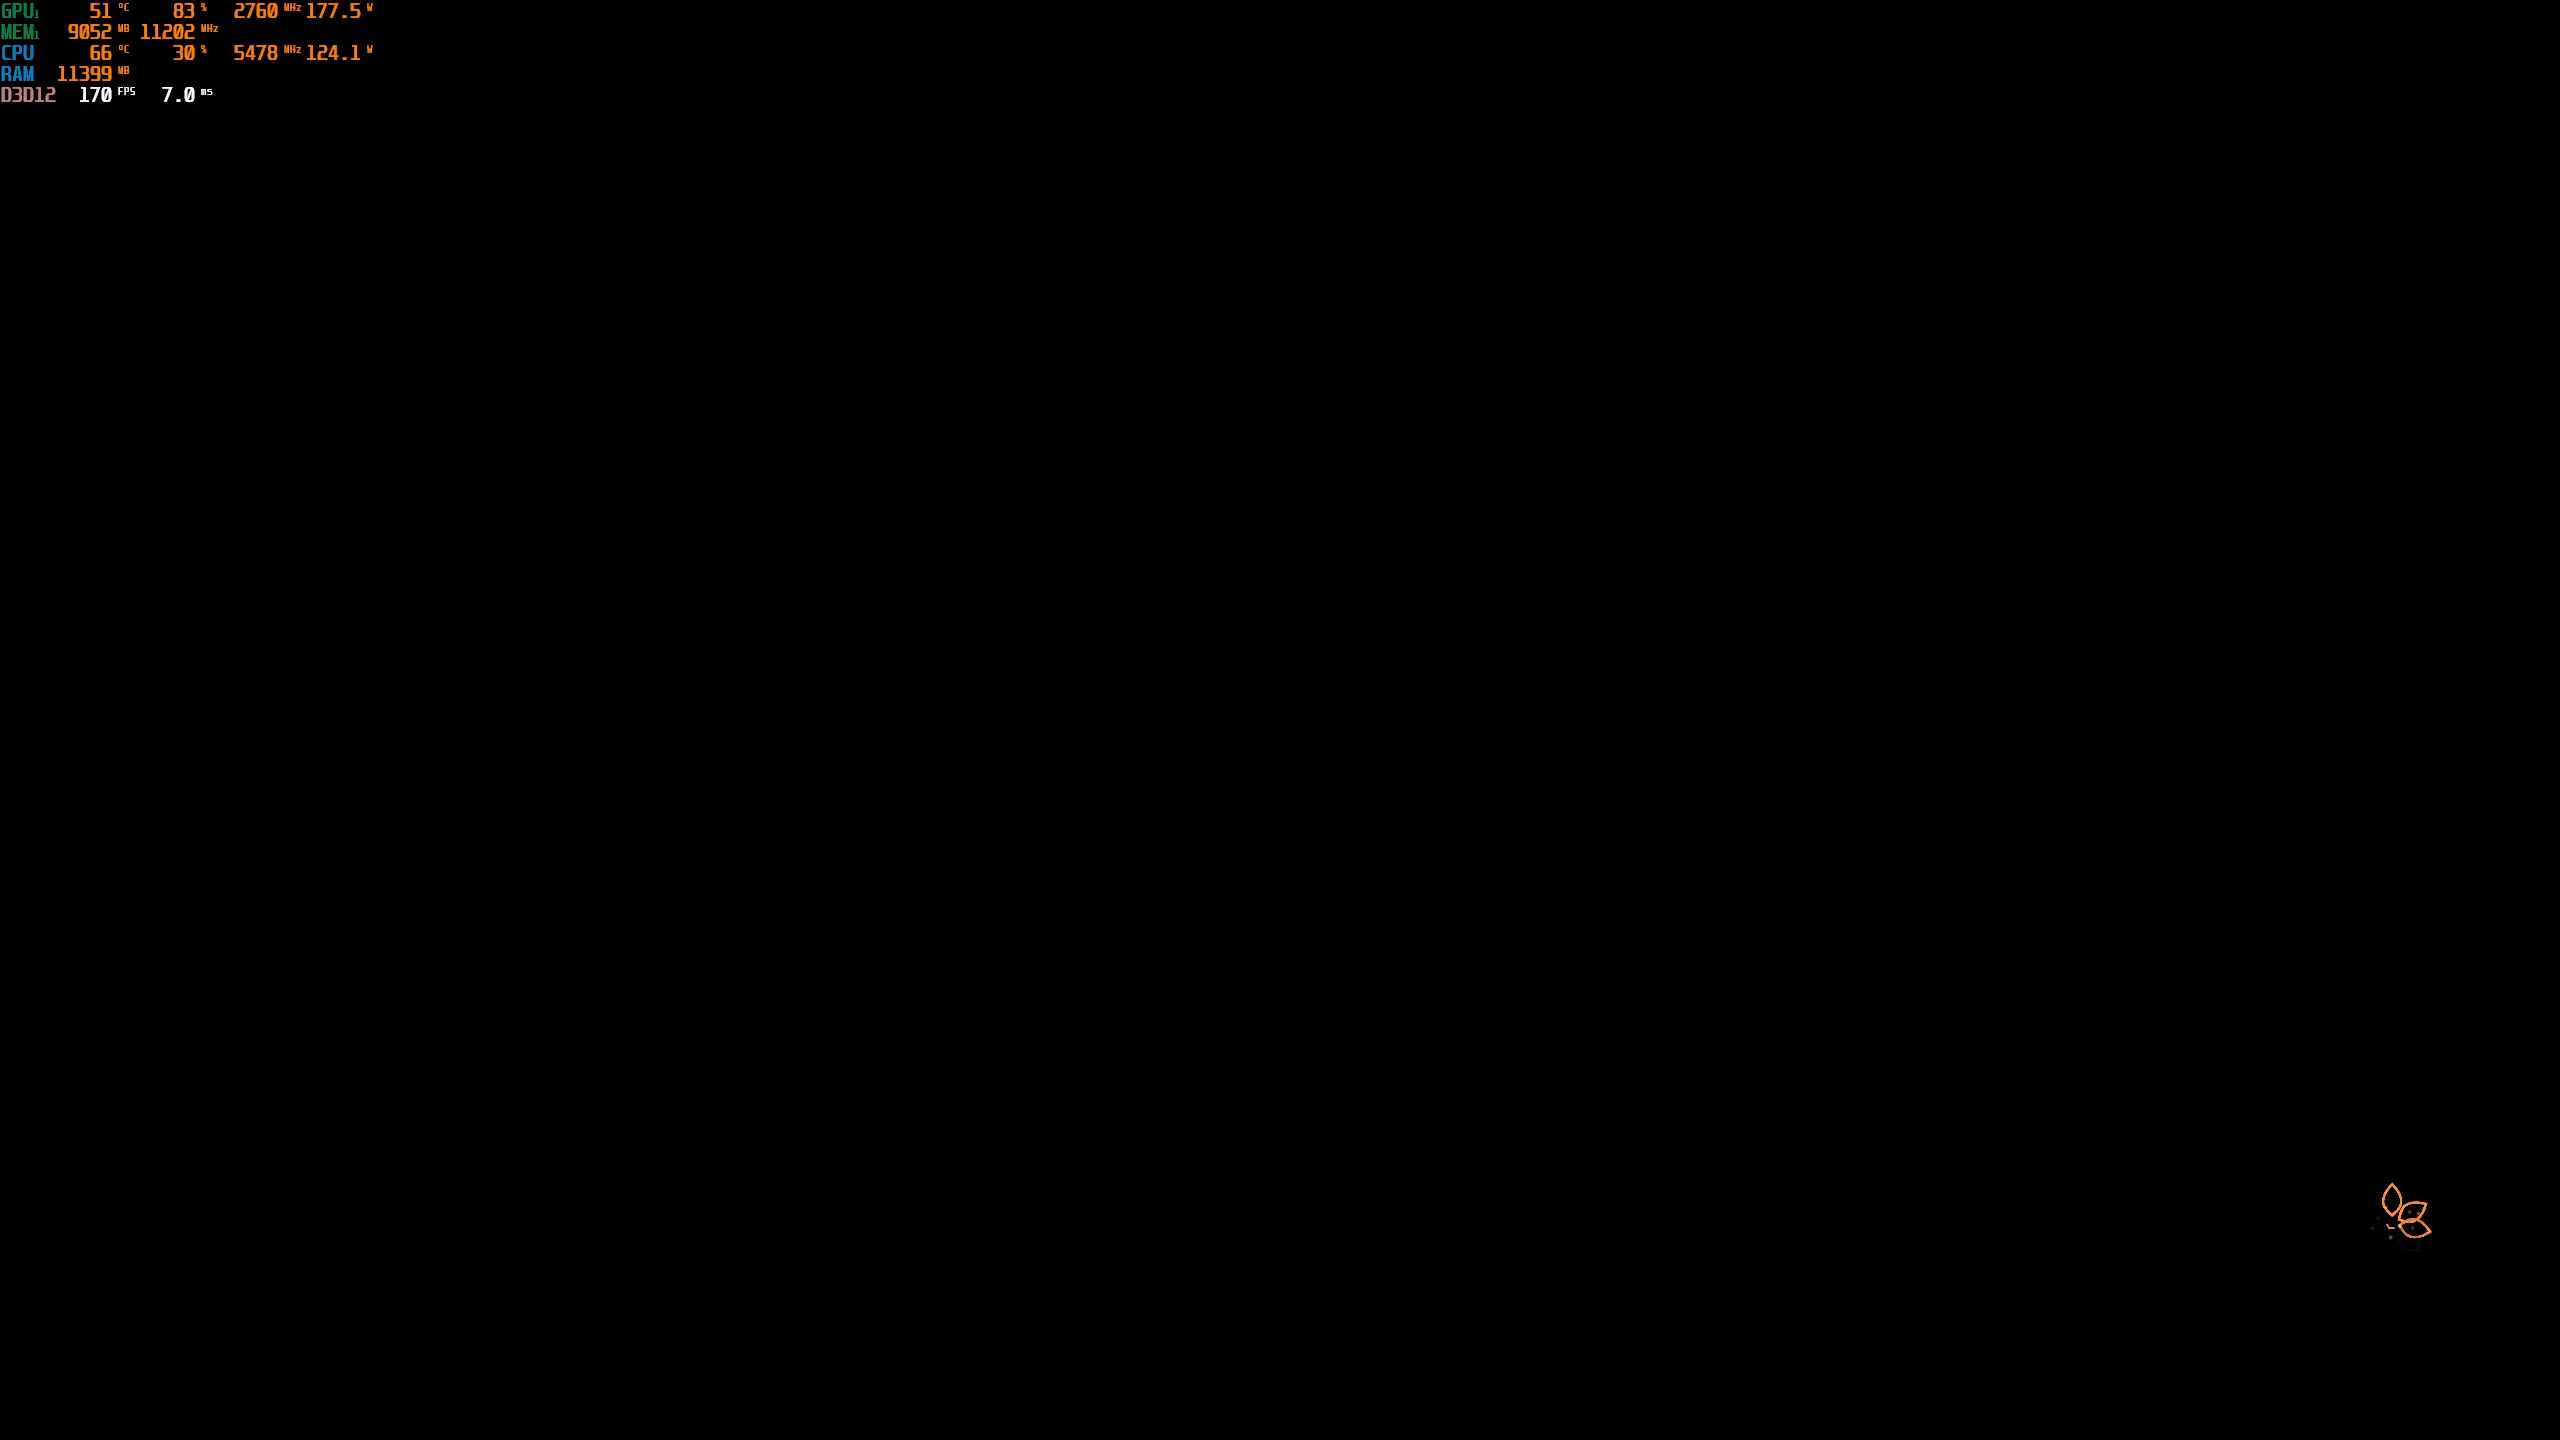 GPU1 51 °C 83 % 2760 MHz 177.5 W
MEM1 9052 MB 11202 MHz
CPU 66 °C 30 % 5478 MHz 124.1 W
RAM 11399 MB
D3D12 170 FPS 7.0 ms